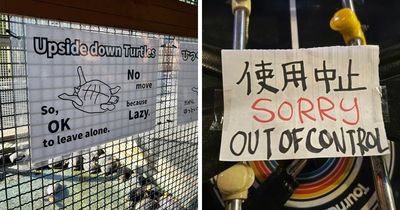 Upside down Turtles
No
move
because
Lazy.
So,
OK
to leave alone.
使用中止
SORRY
OUT OF CONTROL